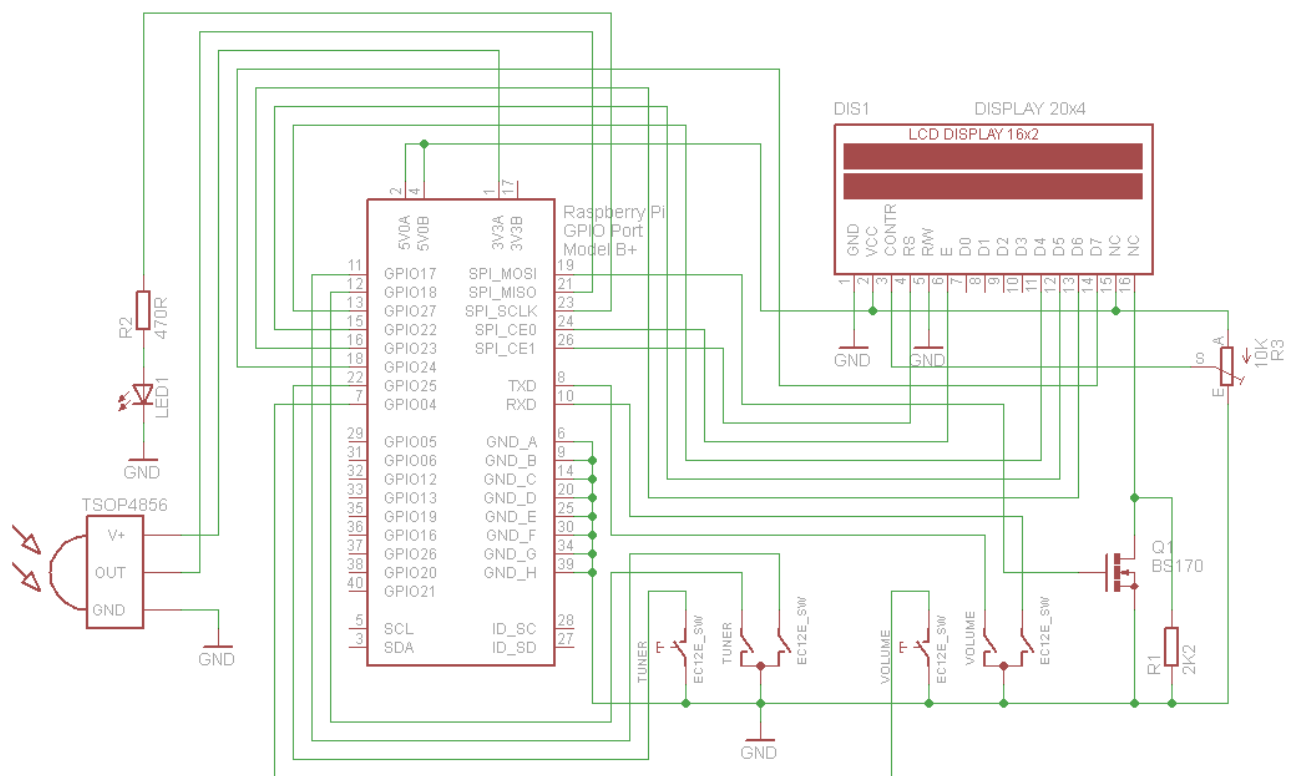 DIS1
DISPLAY 20x4
LCD DISPLAY 16x2
GND
VCC
CONTR
RS
R/W
E
D0
D1
D2
D3
D4
D5
D6
D7
NC
NC
1
2
3
4
5
6
7
8
9
10
11
12
13
14
15
16
GND
GND
2
4
1
17
5V0A
5V0B
3V3A
3V3B
Raspberry Pi
GPIO Port
Model B+
11 GPIO17 SPI_MOSI 19
12 GPIO18 SPI_MISO 21
13 GPIO27 SPI_SCLK 23
15 GPIO22 SPI_CE0 24
16 GPIO23 SPI_CE1 26
18 GPIO24
22 GPIO25 TXD 8
7 GPIO04 RXD 10
29 GPIO05 GND_A 6
31 GPIO06 GND_B 9
32 GPIO12 GND_C 14
33 GPIO13 GND_D 20
35 GPIO19 GND_E 25
36 GPIO16 GND_F 30
37 GPIO26 GND_G 34
38 GPIO20 GND_H 39
40 GPIO21
5 SCL ID_SC 28
3 SDA ID_SD 27
R2
470R
LED1
GND
TSOP4856
V+
OUT
GND
GND
A
S
E
10K
R3
Q1
BS170
R1
2K2
TUNER
EC12E_SW
TUNER
EC12E_SW
VOLUME
EC12E_SW
VOLUME
EC12E_SW
GND